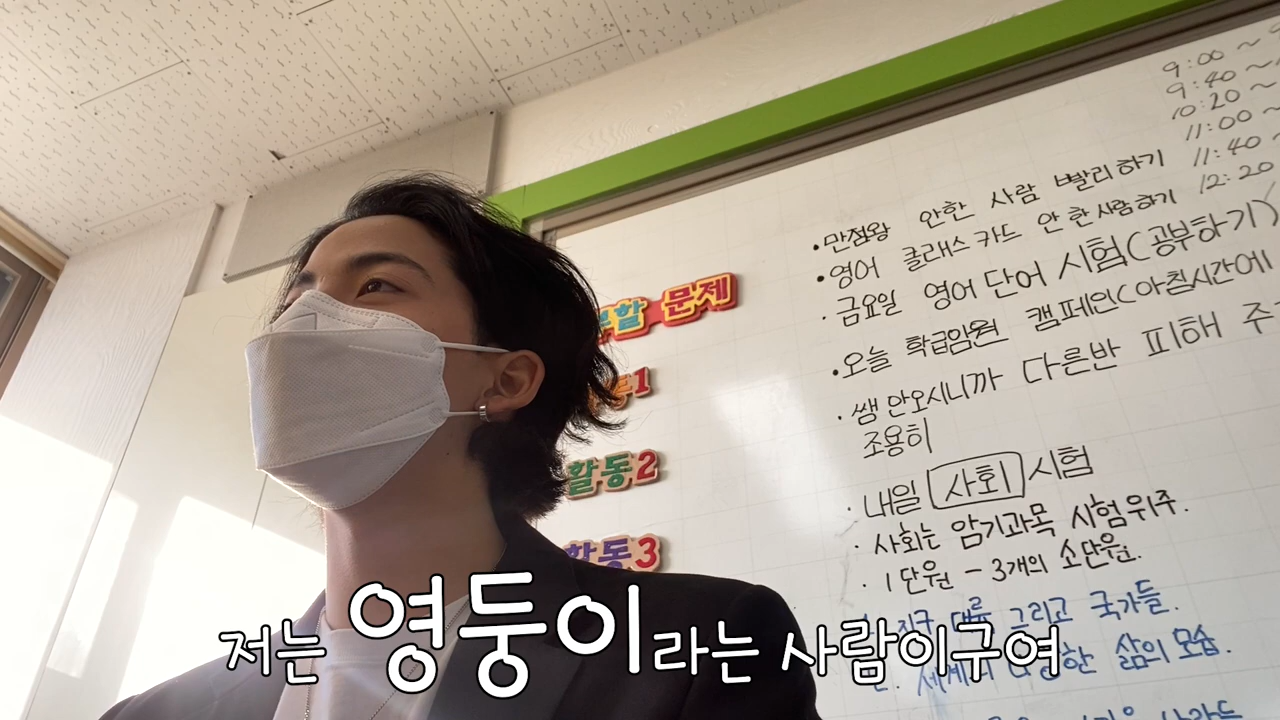 9:00 ~
9:40 ~
10:20 ~
11:00 ~
11:40 ~
12:20
• 만점왕 안한 사람 빨리하기
• 영어 클래스 카드 안 한 사람 하기
• 금요일 영어 단어 시험(공부하기)
• 오늘 학급임원 캠페인(아침시간에
• 쌤 안오시니까 다른반 피해 주
조용히
• 내일 사회 시험
• 사회는 암기과목 시험위주.
• 1단원 - 3개의 소단원.
지구 대륙 그리고 국가들.
삶의 모습.
문제
활동2
활동3
저는 영둥이라는 사람이구여